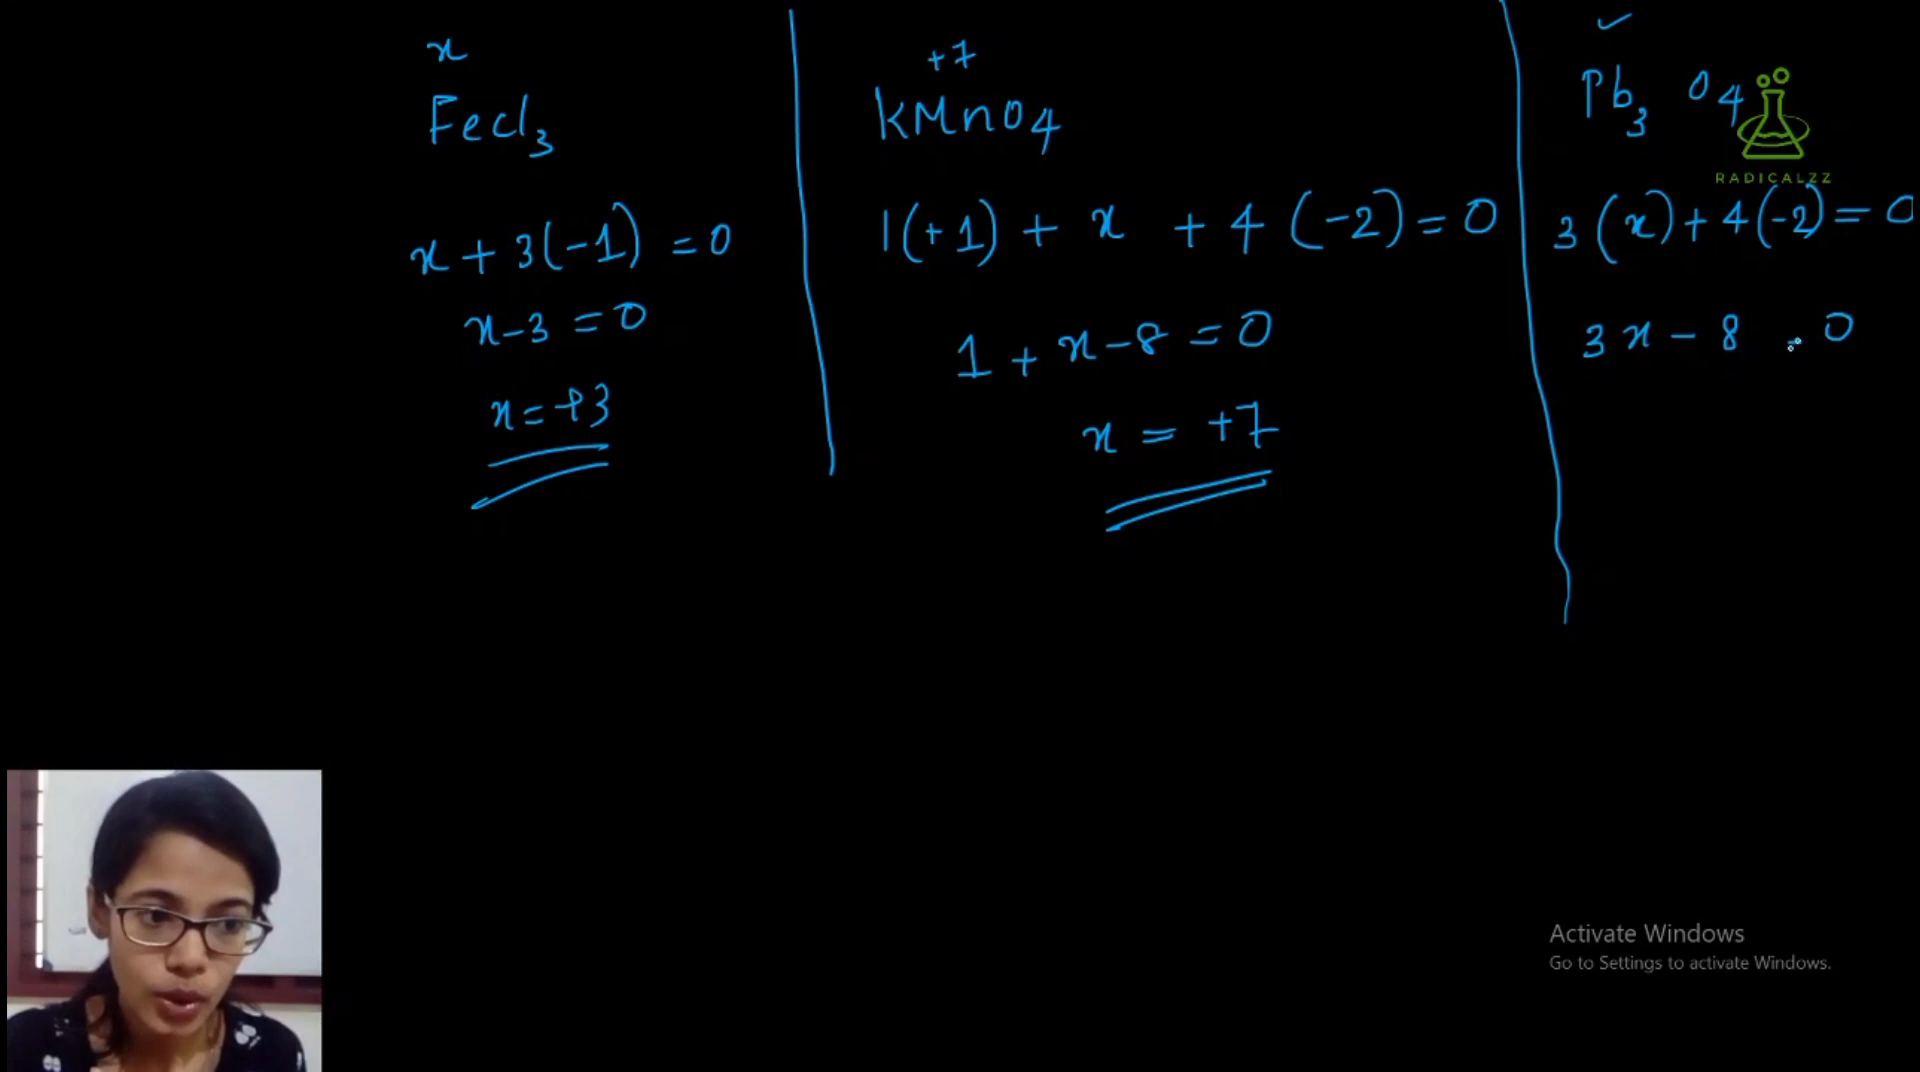 x
FeCl3
x + 3(-1) = 0
x - 3 = 0
x = +3
+7
KMnO4
1(+1) + x + 4(-2) = 0
1 + x - 8 = 0
x = +7
Pb3 O4
RADICALZZ
3(x) + 4(-2) = 0
3x - 8 = 0
Activate Windows
Go to Settings to activate Windows.